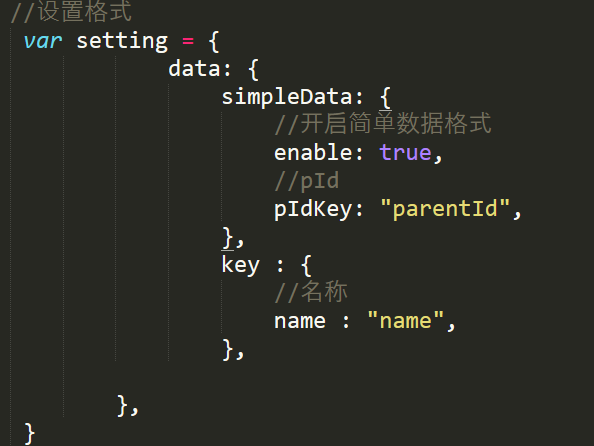 //设置格式
var setting = {
data: {
simpleData: {
//开启简单数据格式
enable: true,
//pId
pIdKey: "parentId",
},
key : {
//名称
name : "name",
},
},
}